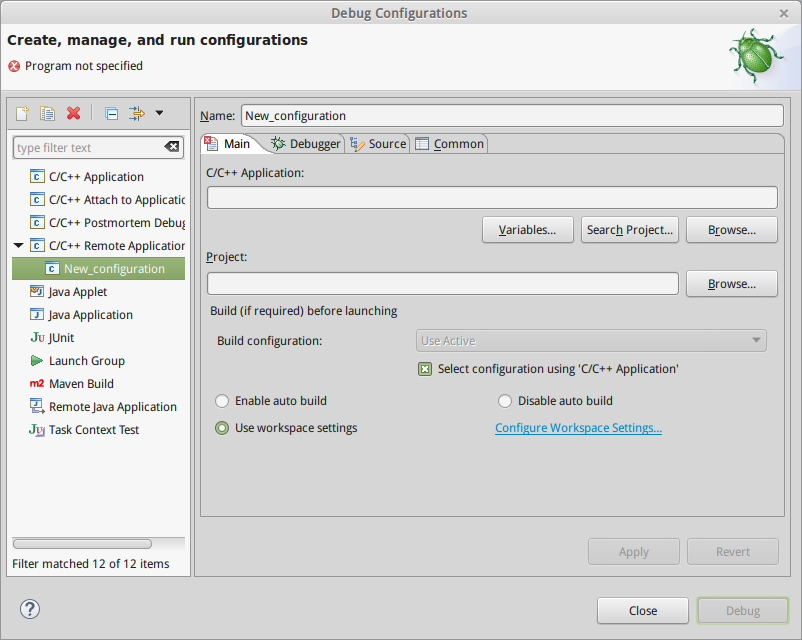 Debug Configurations
Create, manage, and run configurations
Program not specified
type filter text
C/C++ Application
C/C++ Attach to Applicatio
C/C++ Postmortem Debug
C/C++ Remote Application
New_configuration
Java Applet
Java Application
Ju JUnit
Launch Group
m2 Maven Build
Remote Java Application
Ju Task Context Test
Filter matched 12 of 12 items
Name: New_configuration
Main Debugger Source Common
C/C++ Application:
Variables... Search Project... Browse...
Project:
Browse...
Build (if required) before launching
Build configuration: Use Active
Select configuration using 'C/C++ Application'
Enable auto build Disable auto build
Use workspace settings Configure Workspace Settings...
Apply Revert
Close Debug